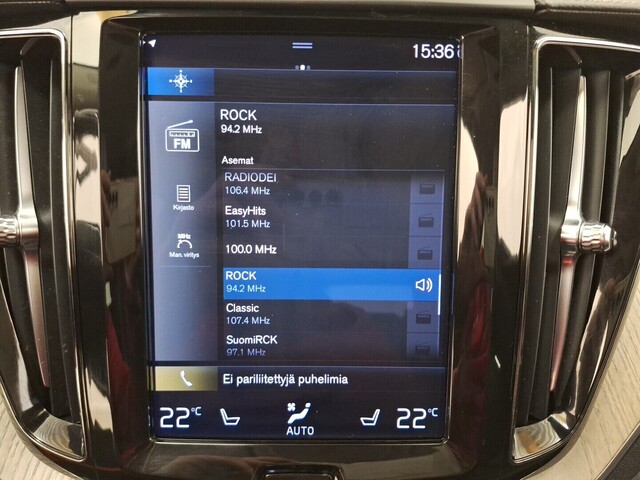 15:36
ROCK
94.2 MHz
FM
Asemat
RADIODEI
106.4 MHz
EasyHits
101.5 MHz
Kirjasto
100.0 MHz
MHz
Man. viritys
ROCK
94.2 MHz
Classic
107.4 MHz
SuomiRCK
97.1 MHz
Ei pariliitettyjä puhelimia
22°C
AUTO
22°C